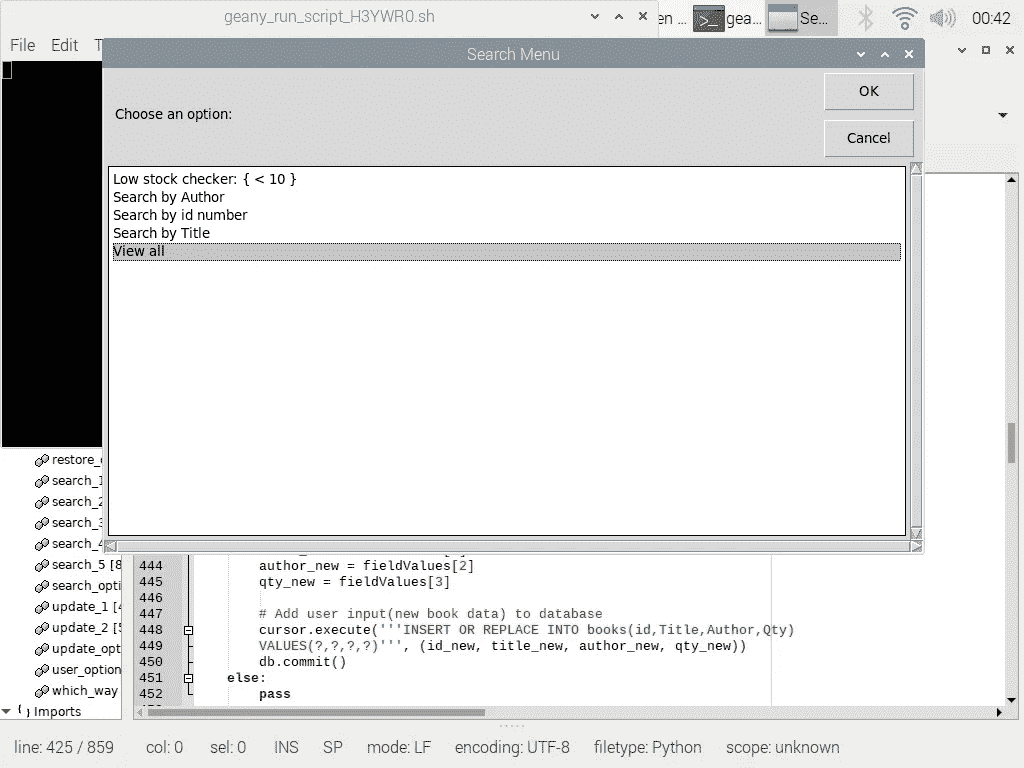 geany_run_script_H3YWR0.sh
en ...
gea...
Se...
00:42
File Edit T
Search Menu
OK
Choose an option:
Cancel
Low stock checker: { < 10 }
Search by Author
Search by id number
Search by Title
View all
restore_
search_1
search_2
search_3
search_4
search_5 [8
search_opti
update_1 [4
update_2 [5
update_opt
user_option
which_way
{} Imports
444 author_new = fieldValues[2]
445 qty_new = fieldValues[3]
446
447 # Add user input(new book data) to database
448 cursor.execute('''INSERT OR REPLACE INTO books(id,Title,Author,Qty)
449 VALUES(?,?,?,?)''', (id_new, title_new, author_new, qty_new))
450 db.commit()
451 else:
452 pass
line: 425 / 859 col: 0 sel: 0 INS SP mode: LF encoding: UTF-8 filetype: Python scope: unknown